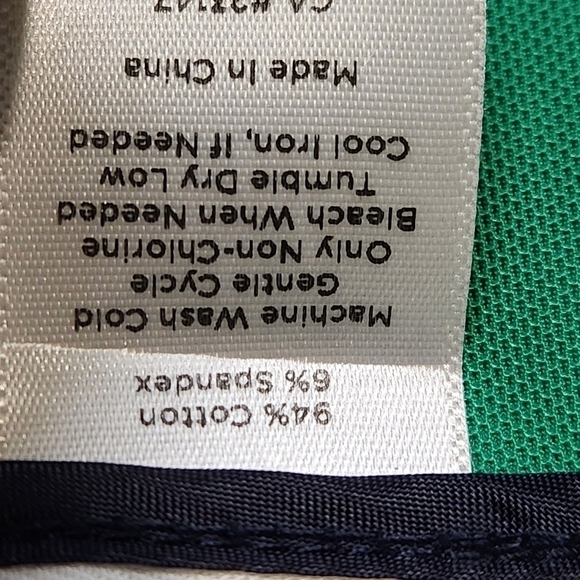 94% Cotton
6% Spandex
Machine Wash Cold
Gentle Cycle
Only Non-Chlorine
Bleach When Needed
Tumble Dry Low
Cool Iron, If Needed
Made In China